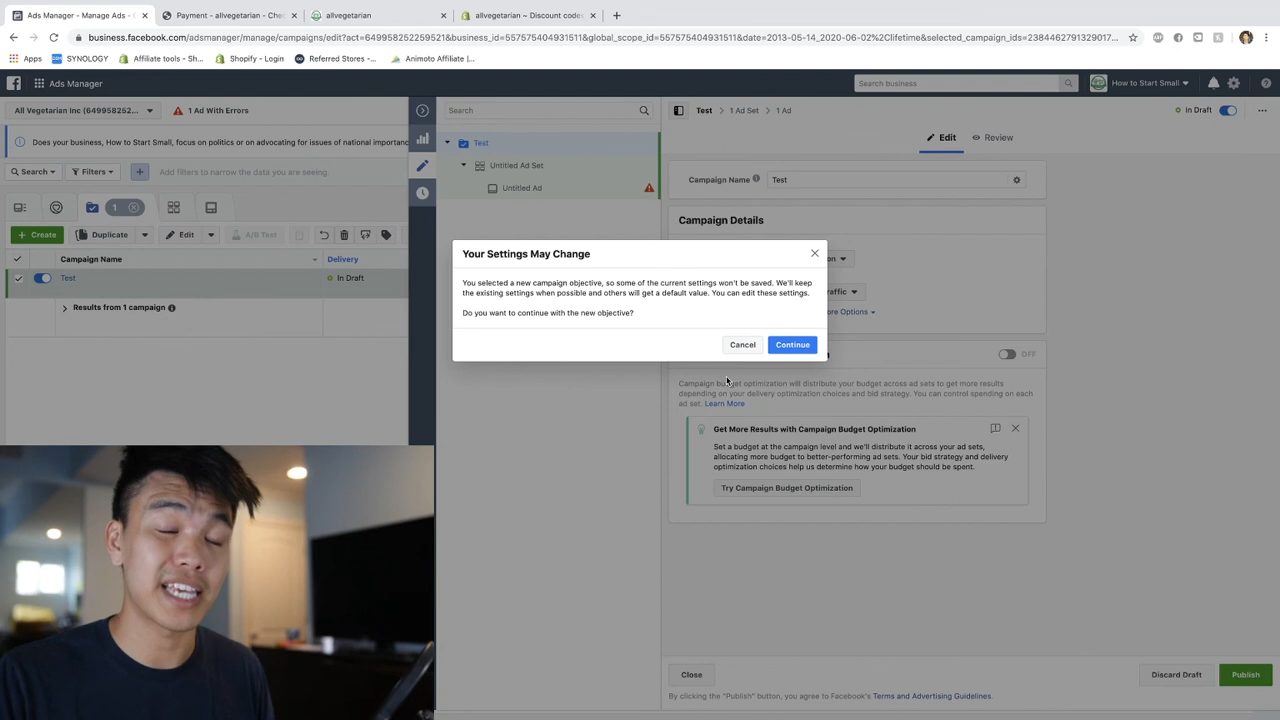 Ads Manager - Manage Ads - C
Payment - allvegetarian - Chec
allvegetarian
allvegetarian ~ Discount codes
business.facebook.com/adsmanager/manage/campaigns/edit?act=649958252259521&business_id=557575404931511&global_scope_id=557575404931511&date=2013-05-14_2020-06-02%2Clifetime&selected_campaign_ids=2384462791329017...
Apps
SYNOLOGY
Affiliate tools - Sh...
Shopify - Login
Referred Stores -...
Animoto Affiliate |...
Ads Manager
Search business
How to Start Small
All Vegetarian Inc (649958252...
1 Ad With Errors
Does your business, How to Start Small, focus on politics or on advocating for issues of national importanc
Search
Filters
Add filters to narrow the data you are seeing.
1
Create
Duplicate
Edit
A/B Test
Campaign Name
Delivery
Test
In Draft
Results from 1 campaign
Search
Test
Untitled Ad Set
Untitled Ad
Test
1 Ad Set
1 Ad
In Draft
Edit
Review
Campaign Name
Test
Campaign Details
on
raffic
ore Options
OFF
Your Settings May Change
You selected a new campaign objective, so some of the current settings won't be saved. We'll keep
the existing settings when possible and others will get a default value. You can edit these settings.
Do you want to continue with the new objective?
Cancel
Continue
Campaign budget optimization will distribute your budget across ad sets to get more results
depending on your delivery optimization choices and bid strategy. You can control spending on each
ad set. Learn More
Get More Results with Campaign Budget Optimization
Set a budget at the campaign level and we'll distribute it across your ad sets,
allocating more budget to better-performing ad sets. Your bid strategy and delivery
optimization choices help us determine how your budget should be spent.
Try Campaign Budget Optimization
Close
Discard Draft
Publish
By clicking the "Publish" button, you agree to Facebook's Terms and Advertising Guidelines.